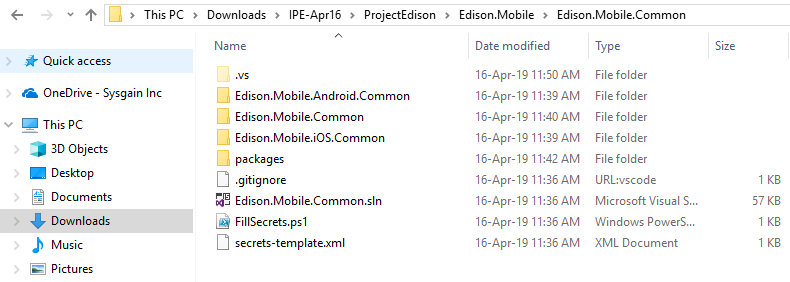 This PC > Downloads > IPE-Apr16 > ProjectEdison > Edison.Mobile > Edison.Mobile.Common
Name Date modified Type Size
Quick access
OneDrive - Sysgain Inc
This PC
3D Objects
Desktop
Documents
Downloads
Music
Pictures
.vs 16-Apr-19 11:50 AM File folder
Edison.Mobile.Android.Common 16-Apr-19 11:39 AM File folder
Edison.Mobile.Common 16-Apr-19 11:40 AM File folder
Edison.Mobile.iOS.Common 16-Apr-19 11:39 AM File folder
packages 16-Apr-19 11:42 AM File folder
.gitignore 16-Apr-19 11:36 AM URL:vscode 1 KB
Edison.Mobile.Common.sln 16-Apr-19 11:36 AM Microsoft Visual S... 57 KB
FillSecrets.ps1 16-Apr-19 11:36 AM Windows PowerS... 1 KB
secrets-template.xml 16-Apr-19 11:36 AM XML Document 1 KB